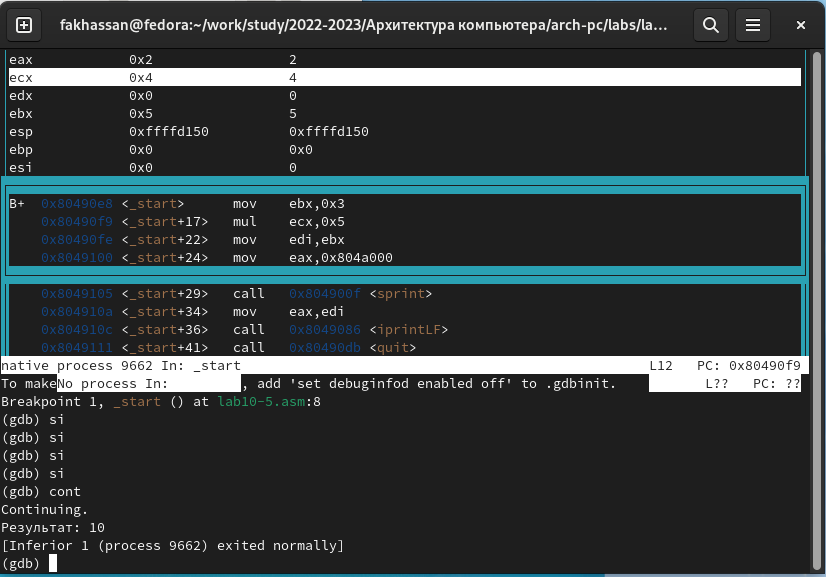 fakhassan@fedora:~/work/study/2022-2023/Архитектура компьютера/arch-pc/labs/la...
eax 0x2 2
ecx 0x4 4
edx 0x0 0
ebx 0x5 5
esp 0xffffd150 0xffffd150
ebp 0x0 0x0
esi 0x0 0
B+ 0x80490e8 <_start> mov ebx,0x3
0x80490f9 <_start+17> mul ecx,0x5
0x80490fe <_start+22> mov edi,ebx
0x8049100 <_start+24> mov eax,0x804a000
0x8049105 <_start+29> call 0x804900f <sprint>
0x804910a <_start+34> mov eax,edi
0x804910c <_start+36> call 0x8049086 <iprintLF>
0x8049111 <_start+41> call 0x80490db <quit>
native process 9662 In: _start L12 PC: 0x80490f9
To makeNo process In: , add 'set debuginfod enabled off' to .gdbinit. L?? PC: ??
Breakpoint 1, _start () at lab10-5.asm:8
(gdb) si
(gdb) si
(gdb) si
(gdb) si
(gdb) cont
Continuing.
Результат: 10
[Inferior 1 (process 9662) exited normally]
(gdb)